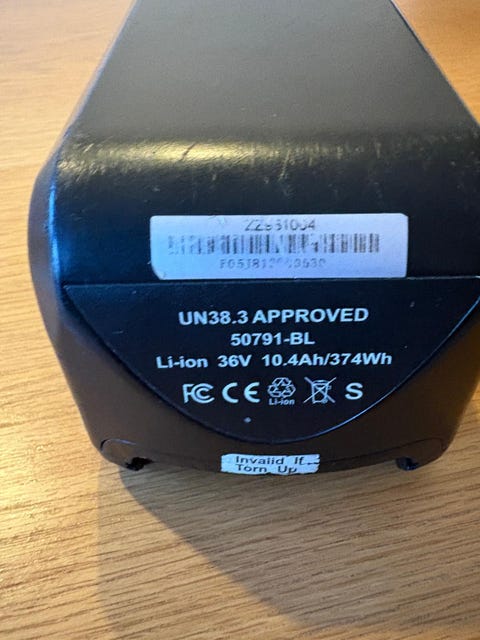 UN38.3 APPROVED
50791-BL
Li-ion 36V 10.4Ah/374Wh
FC CE Li-ion S
Invalid If
Torn Up